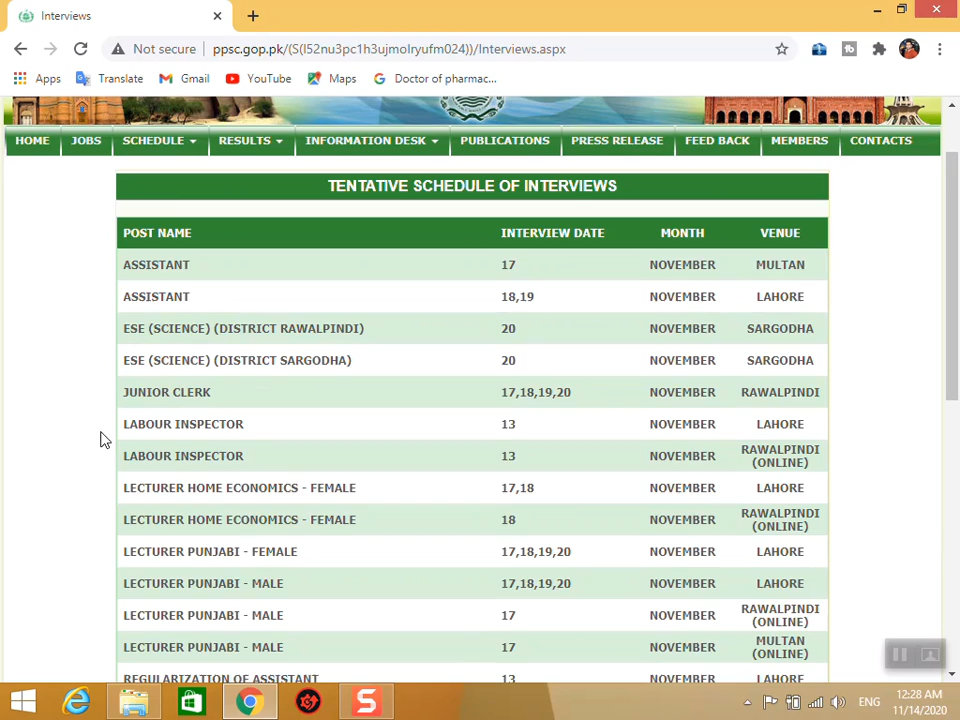 Interviews
Not secure ppsc.gop.pk/(S(l52nu3pc1h3ujmolryufm024))/Interviews.aspx
Apps Translate Gmail YouTube Maps Doctor of pharmac...
HOME JOBS SCHEDULE RESULTS INFORMATION DESK PUBLICATIONS PRESS RELEASE FEED BACK MEMBERS CONTACTS
TENTATIVE SCHEDULE OF INTERVIEWS
POST NAME INTERVIEW DATE MONTH VENUE
ASSISTANT 17 NOVEMBER MULTAN
ASSISTANT 18,19 NOVEMBER LAHORE
ESE (SCIENCE) (DISTRICT RAWALPINDI) 20 NOVEMBER SARGODHA
ESE (SCIENCE) (DISTRICT SARGODHA) 20 NOVEMBER SARGODHA
JUNIOR CLERK 17,18,19,20 NOVEMBER RAWALPINDI
LABOUR INSPECTOR 13 NOVEMBER LAHORE
LABOUR INSPECTOR 13 NOVEMBER RAWALPINDI (ONLINE)
LECTURER HOME ECONOMICS - FEMALE 17,18 NOVEMBER LAHORE
LECTURER HOME ECONOMICS - FEMALE 18 NOVEMBER RAWALPINDI (ONLINE)
LECTURER PUNJABI - FEMALE 17,18,19,20 NOVEMBER LAHORE
LECTURER PUNJABI - MALE 17,18,19,20 NOVEMBER LAHORE
LECTURER PUNJABI - MALE 17 NOVEMBER RAWALPINDI (ONLINE)
LECTURER PUNJABI - MALE 17 NOVEMBER MULTAN (ONLINE)
REGULARIZATION OF ASSISTANT 13 NOVEMBER LAHORE
ENG 12:28 AM
11/14/2020